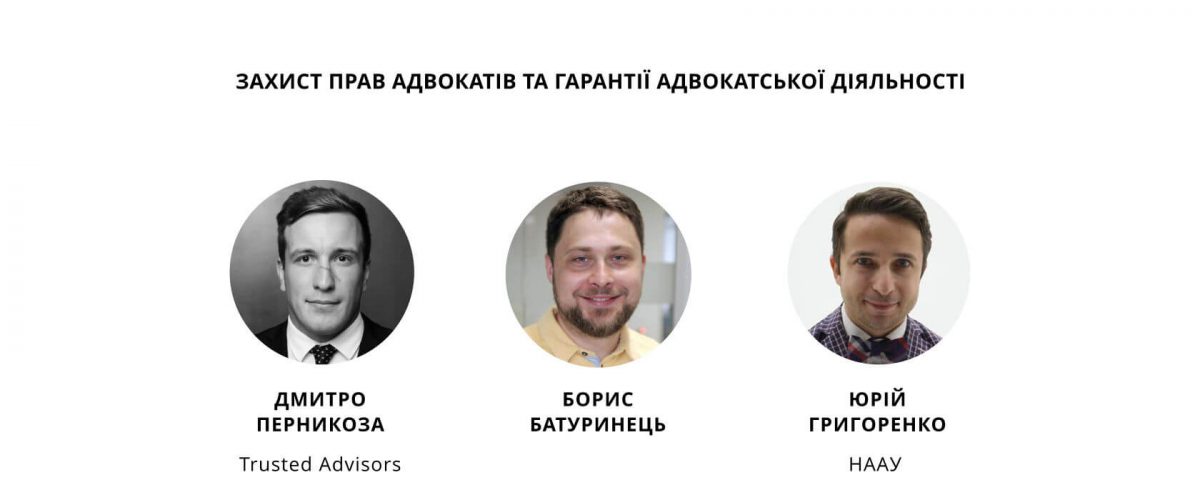 ЗАХИСТ ПРАВ АДВОКАТІВ ТА ГАРАНТІЇ АДВОКАТСЬКОЇ ДІЯЛЬНОСТІ
ДМИТРО
ПЕРНИКОЗА
Trusted Advisors
БОРИС
БАТУРИНЕЦЬ
ЮРІЙ
ГРИГОРЕНКО
НААУ